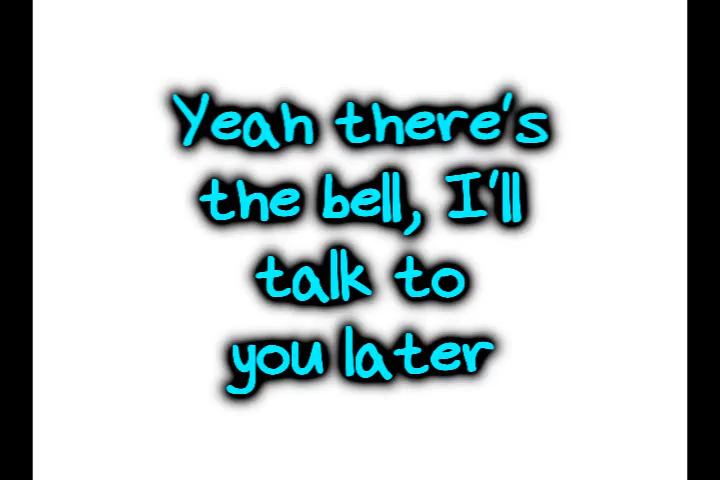 Yeah there's
the bell, I'll
talk to
you later